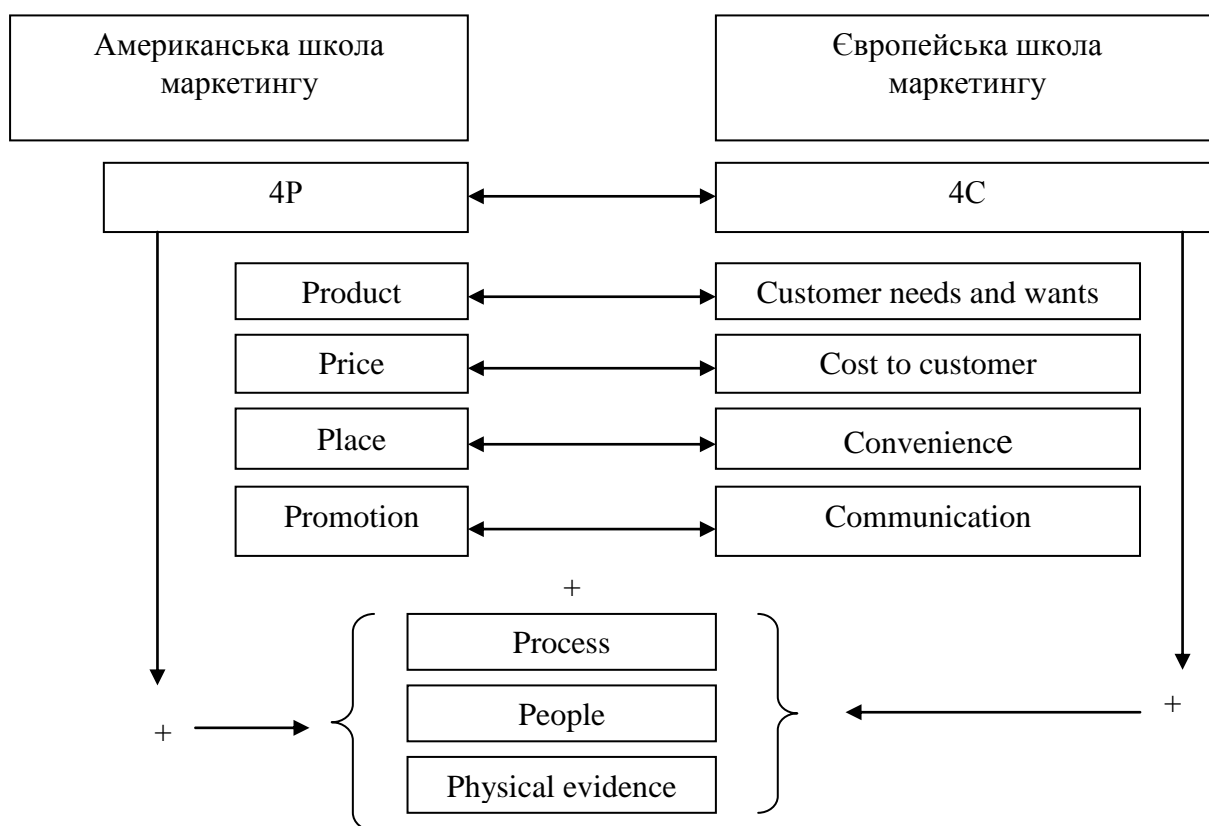 Американська школа
маркетингу
Європейська школа
маркетингу
4P
4C
Product
Customer needs and wants
Price
Cost to customer
Place
Convenience
Promotion
Communication
+
Process
People
Physical evidence
+
+